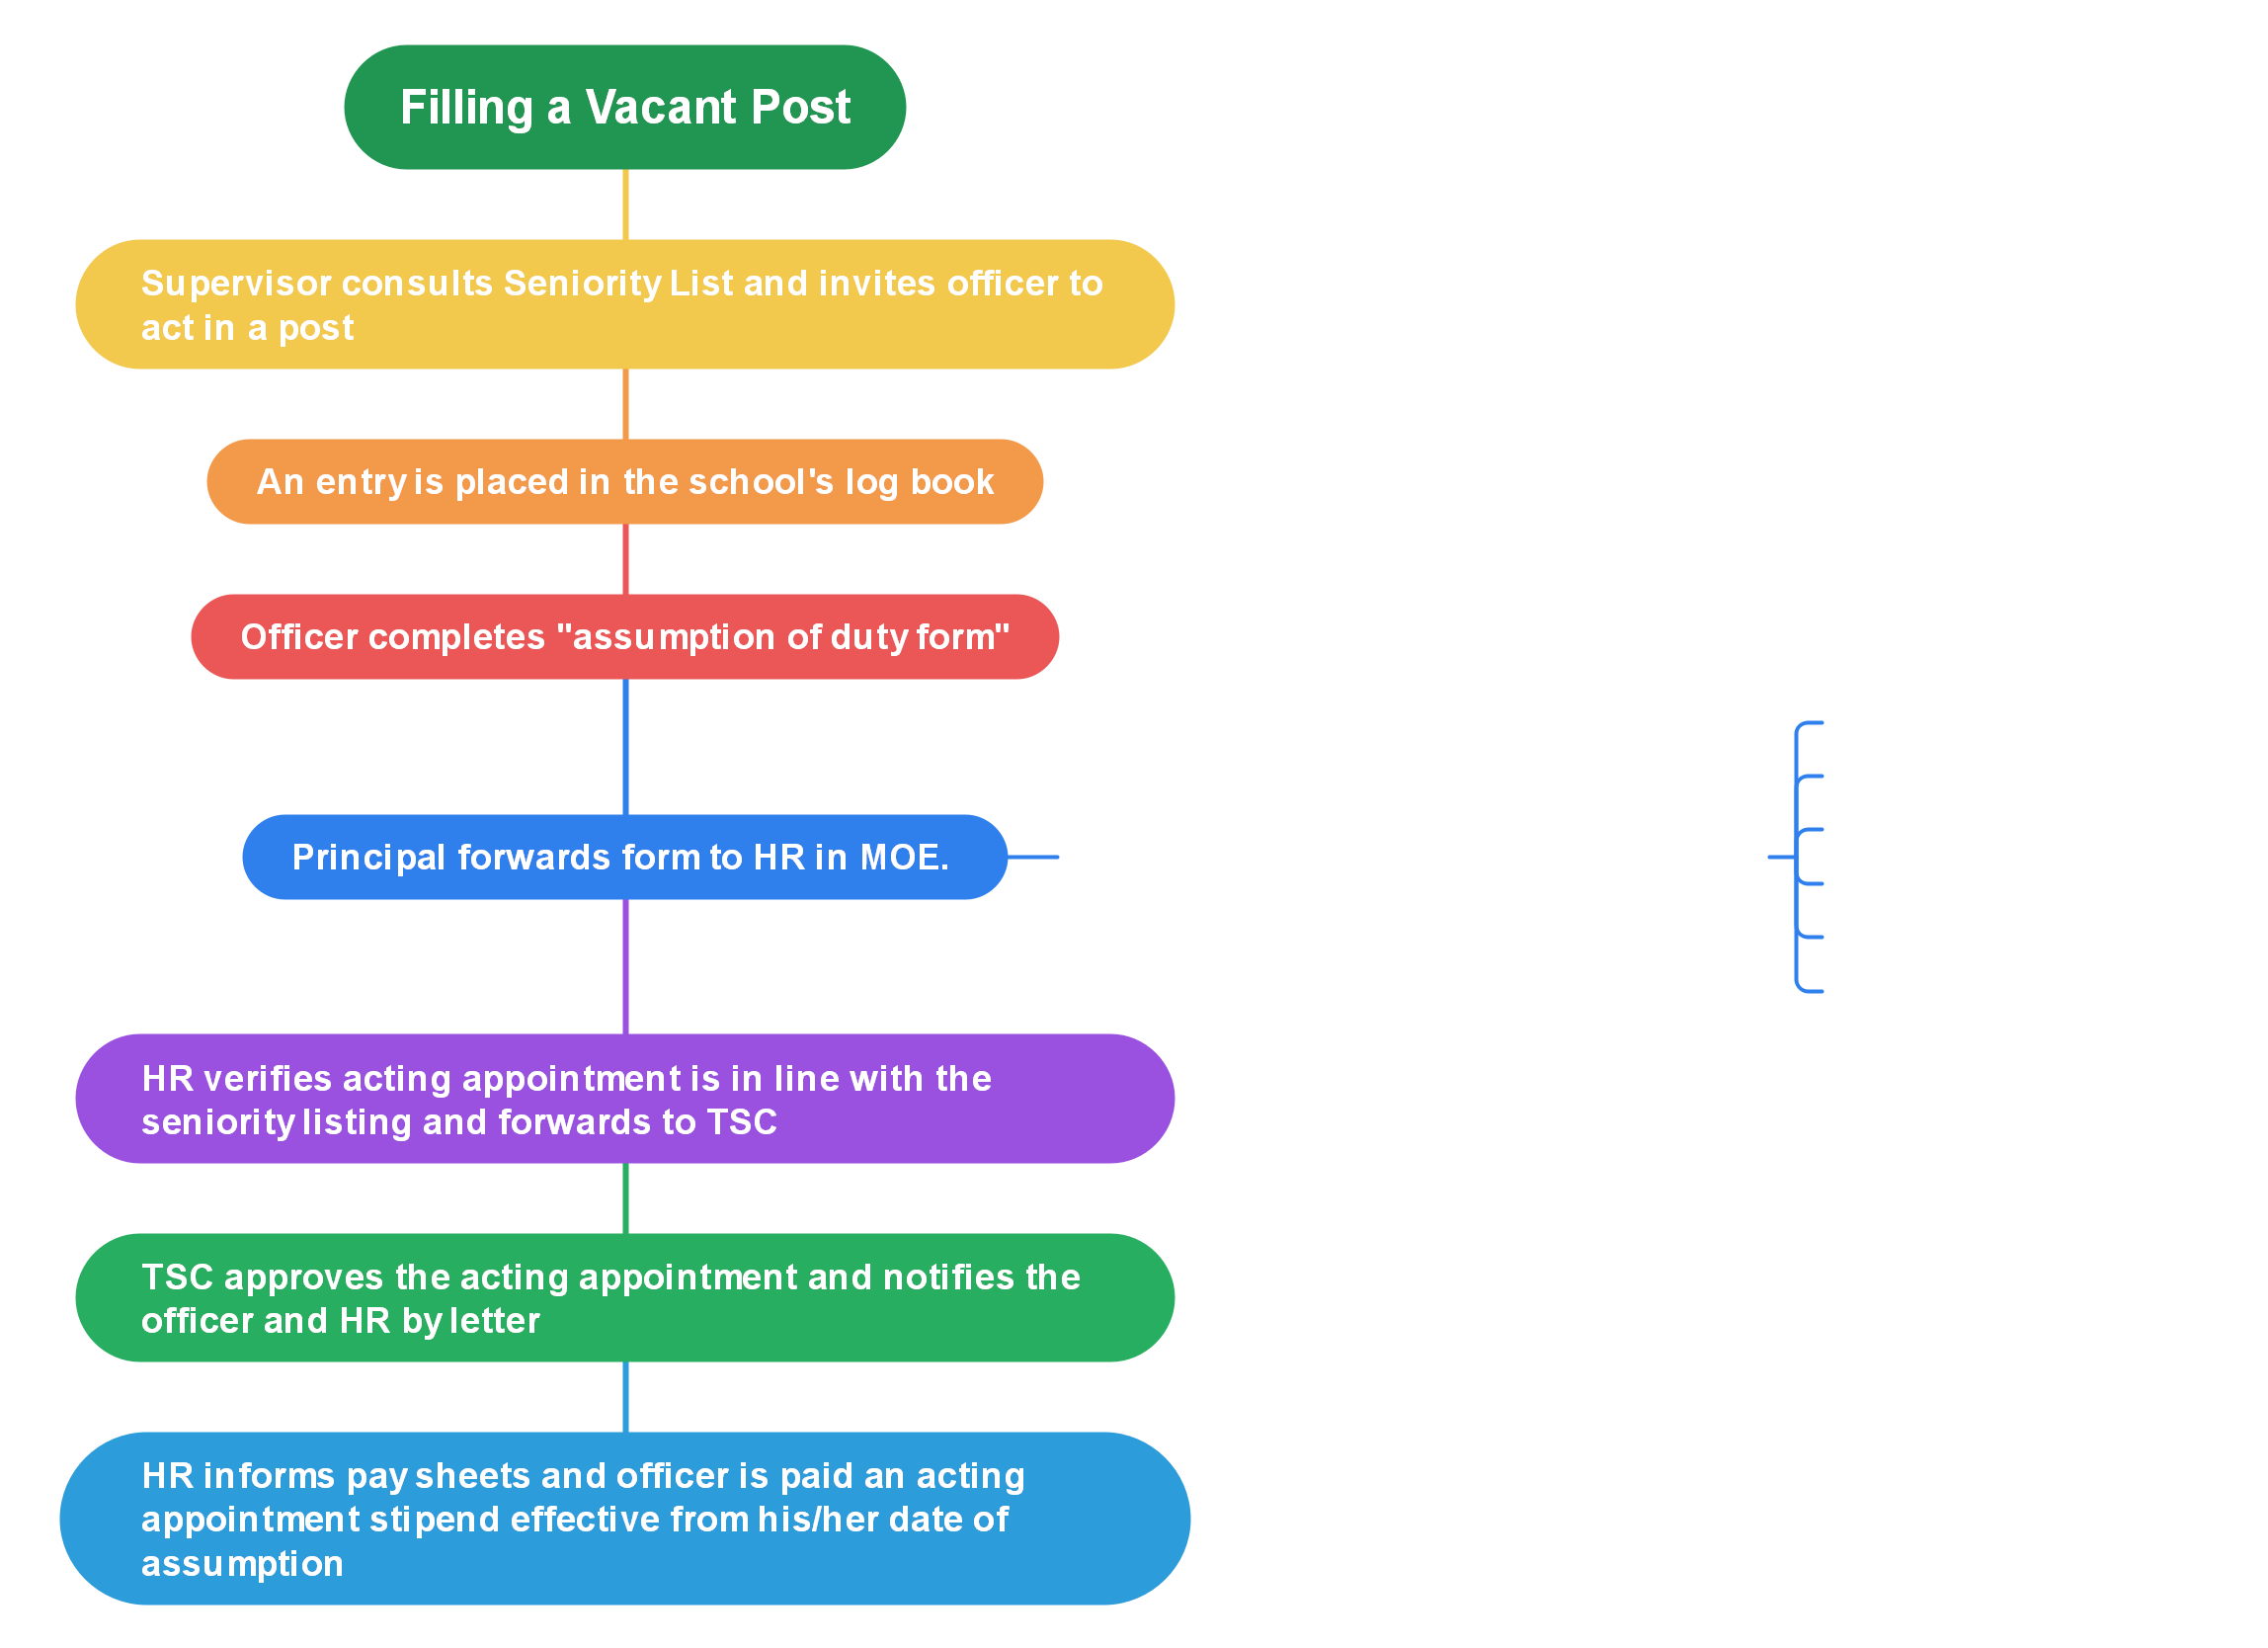 Filling a Vacant Post
Supervisor consults Seniority List and invites officer to
act in a post
An entry is placed in the school's log book
Officer completes "assumption of duty form"
Principal forwards form to HR in MOE.
HR verifies acting appointment is in line with the
seniority listing and forwards to TSC
TSC approves the acting appointment and notifies the
officer and HR by letter
HR informs pay sheets and officer is paid an acting
appointment stipend effective from his/her date of
assumption